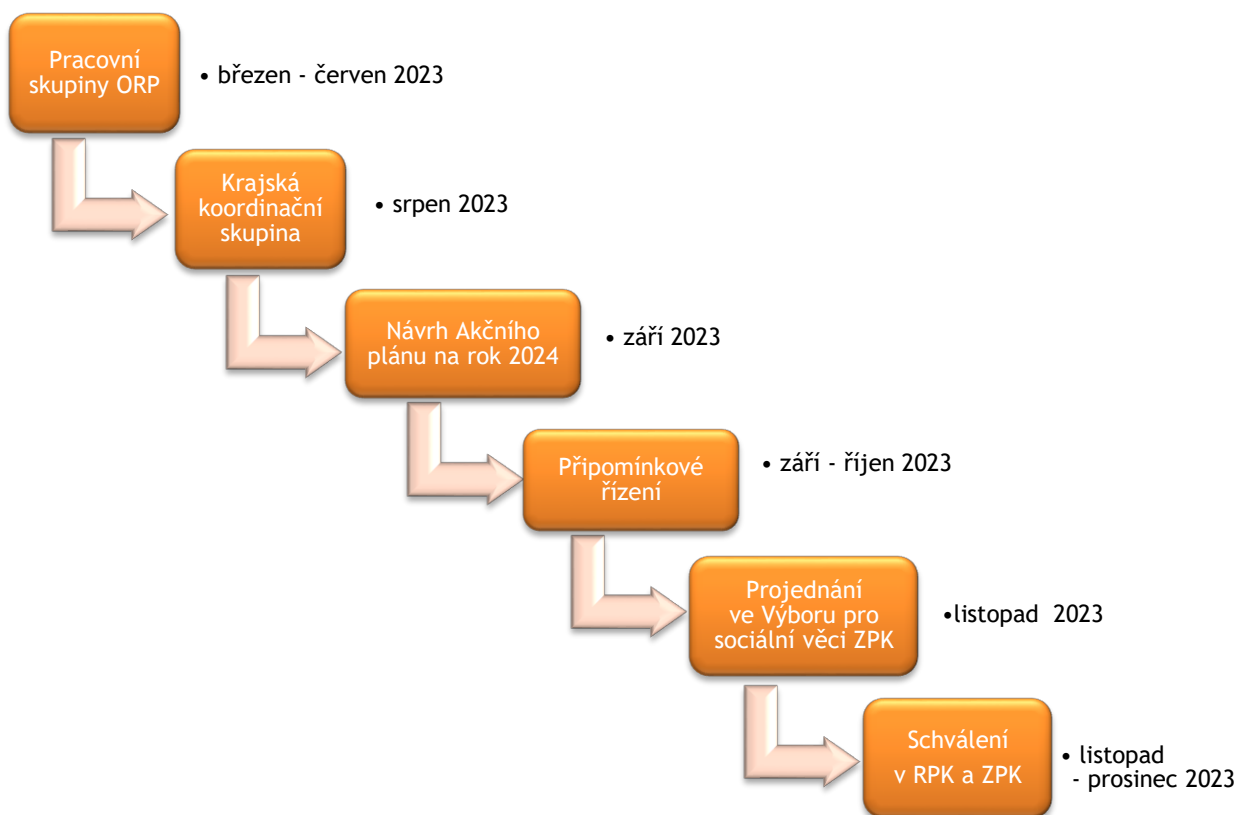 Pracovní
skupiny ORP
• březen - červen 2023
Krajská
koordinační
skupina
• srpen 2023
Návrh Akčního
plánu na rok 2024
• září 2023
Připomínkové
řízení
• září - říjen 2023
Projednání
ve Výboru pro
sociální věci ZPK
•listopad  2023
Schválení
v RPK a ZPK
• listopad
- prosinec 2023